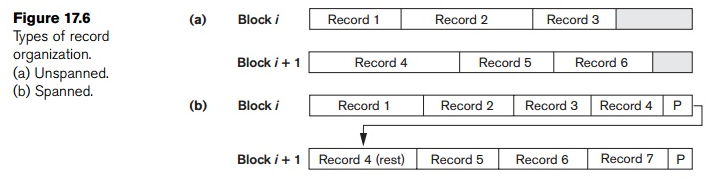 Figure 17.6
Types of record
organization.
(a) Unspanned.
(b) Spanned.
(a) Block i Record 1 Record 2 Record 3
Block i + 1 Record 4 Record 5 Record 6
(b) Block i Record 1 Record 2 Record 3 Record 4 P
Block i + 1 Record 4 (rest) Record 5 Record 6 Record 7 P